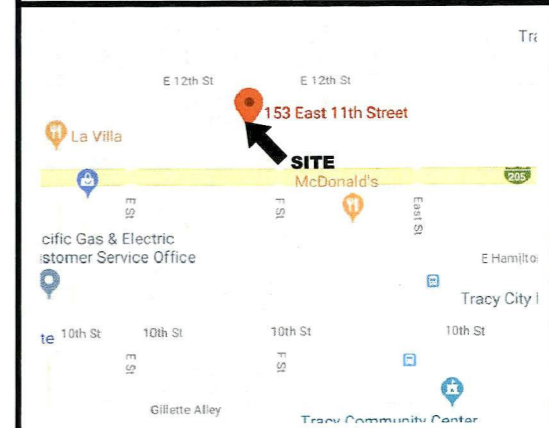 Tra
E 12th St
E 12th St
153 East 11th Street
La Villa
SITE
McDonald's
205
E St
F St
East St
cific Gas & Electric
stomer Service Office
E Hamilto
Tracy City
te
10th St
10th St
10th St
10th St
E St
F St
Gillette Alley
Tracy Community Center